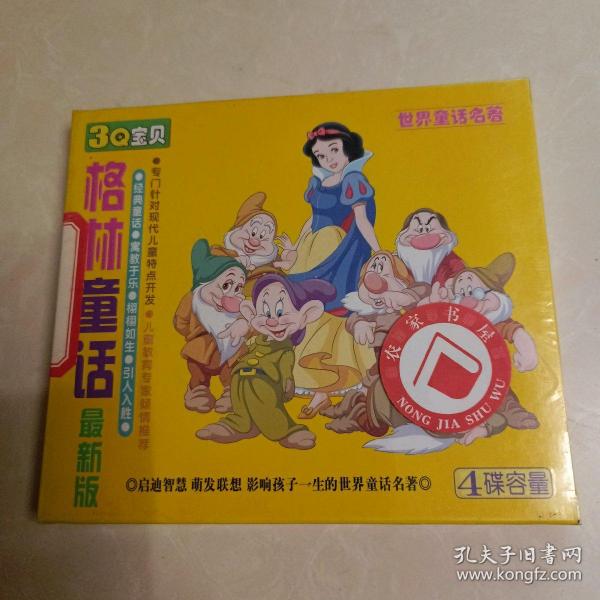 3Q宝贝
世界童话名著
格林童话
最新版
●专门针对现代儿童特点开发●儿童教育专家倾情推荐
●经典童话●寓教于乐●栩栩如生●引人入胜●
农家书屋
NONG JIA SHU WU
◎启迪智慧 萌发联想 影响孩子一生的世界童话名著◎
4碟容量
孔夫子旧书网
www.kongfz.com